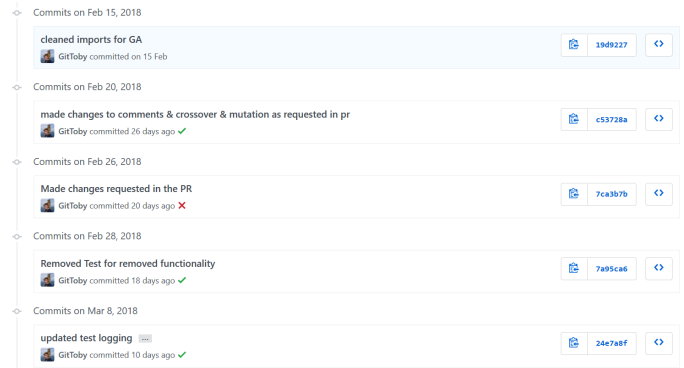 Commits on Feb 15, 2018
cleaned imports for GA
GitToby committed on 15 Feb
19d9227
Commits on Feb 20, 2018
made changes to comments & crossover & mutation as requested in pr
GitToby committed 26 days ago
c53728a
Commits on Feb 26, 2018
Made changes requested in the PR
GitToby committed 20 days ago
7ca3b7b
Commits on Feb 28, 2018
Removed Test for removed functionality
GitToby committed 18 days ago
7a95ca6
Commits on Mar 8, 2018
updated test logging ...
GitToby committed 10 days ago
24e7a8f